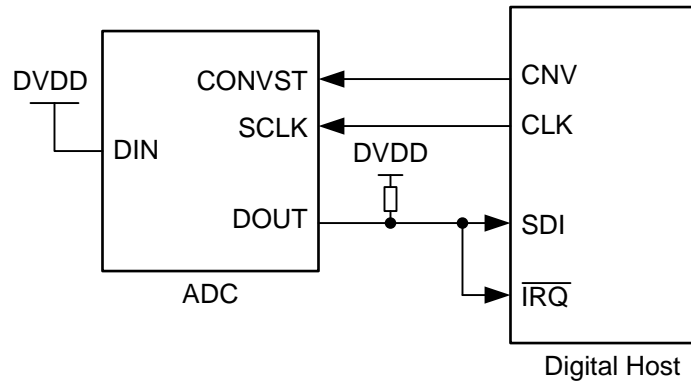 DVDD
CONVST
CNV
SCLK
CLK
DIN
DVDD
DOUT
SDI
IRQ
ADC
Digital Host